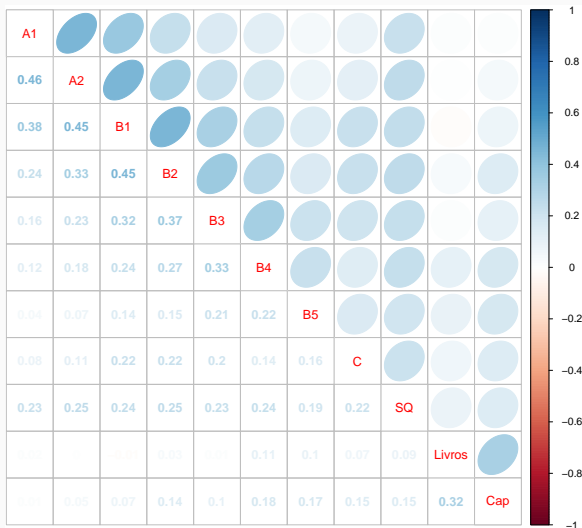 A1
1
0.46 A2
0.8
0.38 0.45 B1
0.6
0.24 0.33 0.45 B2
0.4
0.16 0.23 0.32 0.37 B3
0.2
0.12 0.18 0.24 0.27 0.33 B4
0
0.04 0.07 0.14 0.15 0.21 0.22 B5
−0.2
0.08 0.11 0.22 0.22 0.2 0.14 0.16 C
−0.4
0.23 0.25 0.24 0.25 0.23 0.24 0.19 0.22 SQ
−0.6
0.03 0.11 0.1 0.07 0.09 Livros
−0.8
0.05 0.07 0.14 0.1 0.18 0.17 0.15 0.15 0.32 Cap
−1